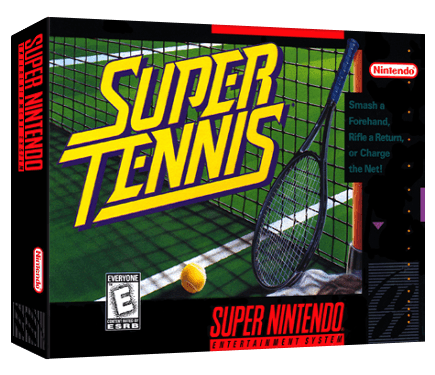 SUPER NINTENDO
ENTERTAINMENT SYSTEM
Nintendo
SUPER
TENNIS
Nintendo
Smash a
Forehand,
Rifle a Return,
or Charge
the Net!
EVERYONE
E
CONTENT RATED BY
ESRB
SUPER NINTENDO
ENTERTAINMENT SYSTEM